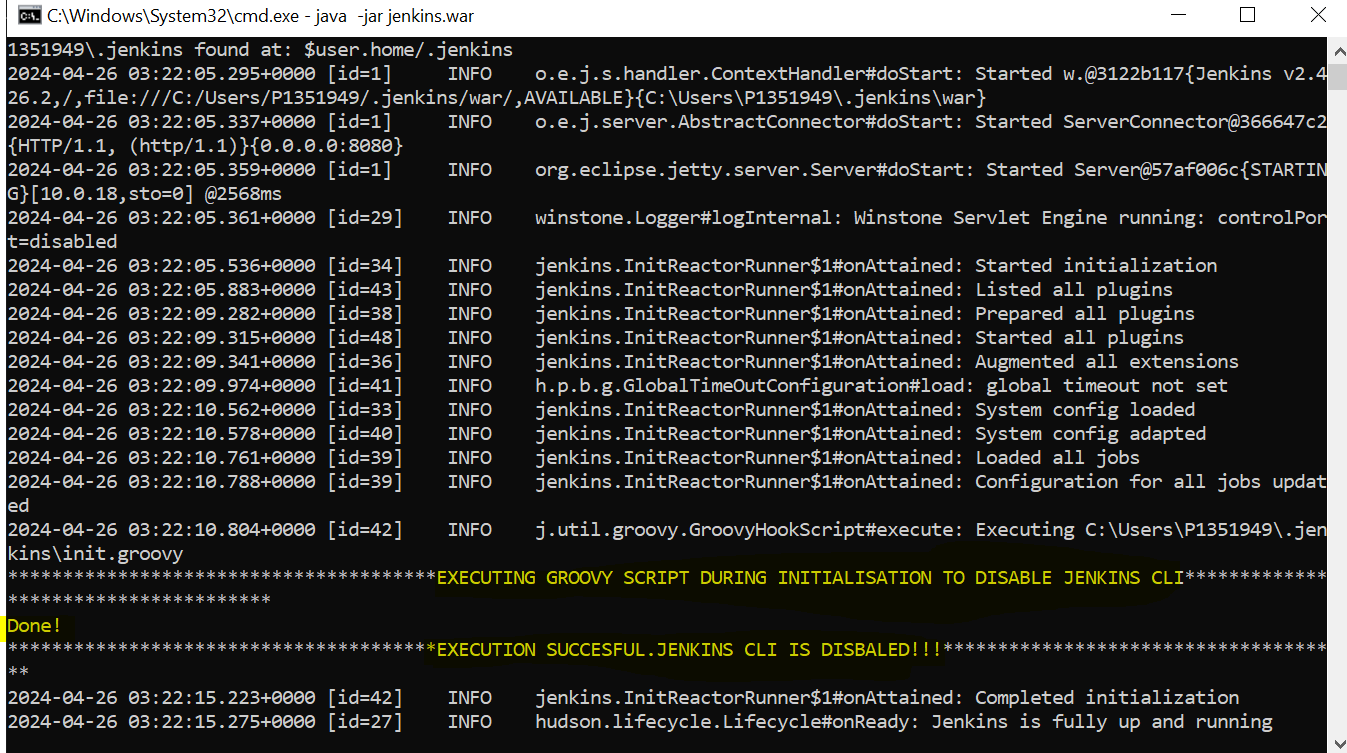 C:\Windows\System32\cmd.exe - java  -jar jenkins.war
1351949\.jenkins found at: $user.home/.jenkins
2024-04-26 03:22:05.295+0000 [id=1]     INFO    o.e.j.s.handler.ContextHandler#doStart: Started w.@3122b117{Jenkins v2.4
26.2,/,file:///C:/Users/P1351949/.jenkins/war/,AVAILABLE}{C:\Users\P1351949\.jenkins\war}
2024-04-26 03:22:05.337+0000 [id=1]     INFO    o.e.j.server.AbstractConnector#doStart: Started ServerConnector@366647c2
{HTTP/1.1, (http/1.1)}{0.0.0.0:8080}
2024-04-26 03:22:05.359+0000 [id=1]     INFO    org.eclipse.jetty.server.Server#doStart: Started Server@57af006c{STARTIN
G}[10.0.18,sto=0] @2568ms
2024-04-26 03:22:05.361+0000 [id=29]    INFO    winstone.Logger#logInternal: Winstone Servlet Engine running: controlPor
t=disabled
2024-04-26 03:22:05.536+0000 [id=34]    INFO    jenkins.InitReactorRunner$1#onAttained: Started initialization
2024-04-26 03:22:05.883+0000 [id=43]    INFO    jenkins.InitReactorRunner$1#onAttained: Listed all plugins
2024-04-26 03:22:09.282+0000 [id=38]    INFO    jenkins.InitReactorRunner$1#onAttained: Prepared all plugins
2024-04-26 03:22:09.315+0000 [id=48]    INFO    jenkins.InitReactorRunner$1#onAttained: Started all plugins
2024-04-26 03:22:09.341+0000 [id=36]    INFO    jenkins.InitReactorRunner$1#onAttained: Augmented all extensions
2024-04-26 03:22:09.974+0000 [id=41]    INFO    h.p.b.g.GlobalTimeOutConfiguration#load: global timeout not set
2024-04-26 03:22:10.562+0000 [id=33]    INFO    jenkins.InitReactorRunner$1#onAttained: System config loaded
2024-04-26 03:22:10.578+0000 [id=40]    INFO    jenkins.InitReactorRunner$1#onAttained: System config adapted
2024-04-26 03:22:10.761+0000 [id=39]    INFO    jenkins.InitReactorRunner$1#onAttained: Loaded all jobs
2024-04-26 03:22:10.788+0000 [id=39]    INFO    jenkins.InitReactorRunner$1#onAttained: Configuration for all jobs updat
ed
2024-04-26 03:22:10.804+0000 [id=42]    INFO    j.util.groovy.GroovyHookScript#execute: Executing C:\Users\P1351949\.jen
kins\init.groovy
***************************************EXECUTING GROOVY SCRIPT DURING INITIALISATION TO DISABLE JENKINS CLI*************
************************
Done!
***************************************EXECUTION SUCCESFUL.JENKINS CLI IS DISBALED!!!***********************************
**
2024-04-26 03:22:15.223+0000 [id=42]    INFO    jenkins.InitReactorRunner$1#onAttained: Completed initialization
2024-04-26 03:22:15.275+0000 [id=27]    INFO    hudson.lifecycle.Lifecycle#onReady: Jenkins is fully up and running